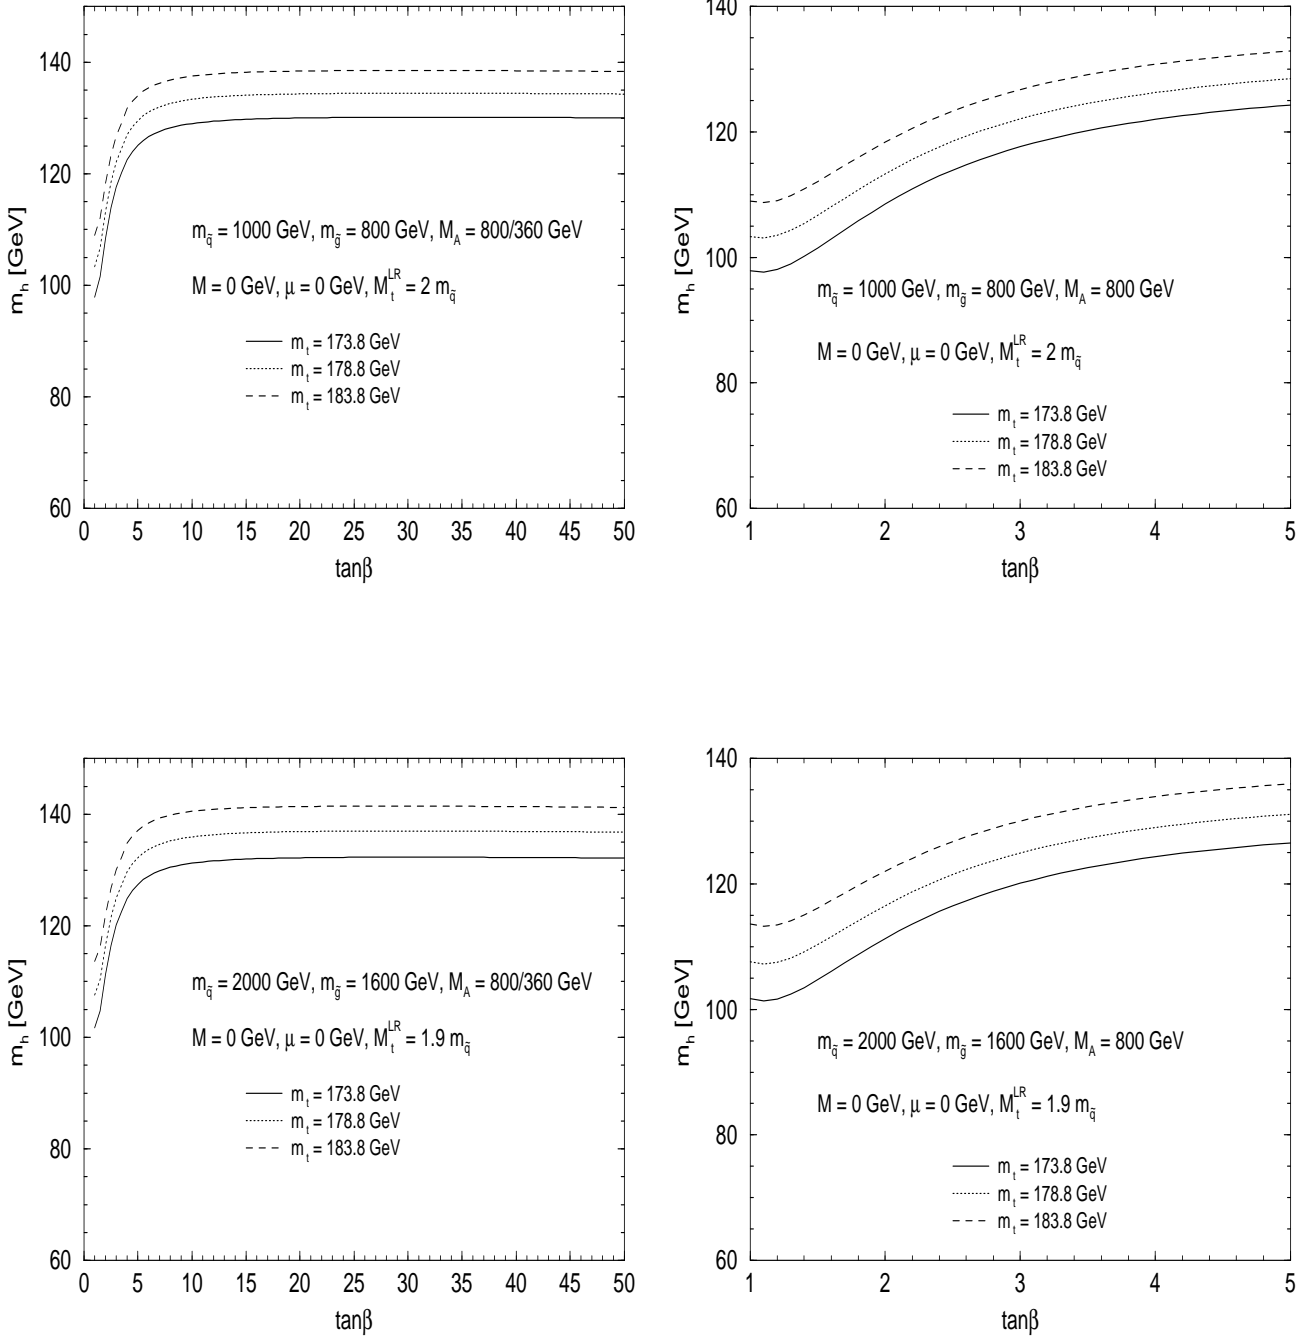 140
120
100
80
60
m_h [GeV]
m_q̃ = 1000 GeV, m_g̃ = 800 GeV, M_A = 800/360 GeV
M = 0 GeV, μ = 0 GeV, M_t^LR = 2 m_q̃
m_t = 173.8 GeV
m_t = 178.8 GeV
m_t = 183.8 GeV
0 5 10 15 20 25 30 35 40 45 50
tanβ
140
120
100
80
60
m_h [GeV]
m_q̃ = 1000 GeV, m_g̃ = 800 GeV, M_A = 800 GeV
M = 0 GeV, μ = 0 GeV, M_t^LR = 2 m_q̃
m_t = 173.8 GeV
m_t = 178.8 GeV
m_t = 183.8 GeV
1 2 3 4 5
tanβ
140
120
100
80
60
m_h [GeV]
m_q̃ = 2000 GeV, m_g̃ = 1600 GeV, M_A = 800/360 GeV
M = 0 GeV, μ = 0 GeV, M_t^LR = 1.9 m_q̃
m_t = 173.8 GeV
m_t = 178.8 GeV
m_t = 183.8 GeV
0 5 10 15 20 25 30 35 40 45 50
tanβ
140
120
100
80
60
m_h [GeV]
m_q̃ = 2000 GeV, m_g̃ = 1600 GeV, M_A = 800 GeV
M = 0 GeV, μ = 0 GeV, M_t^LR = 1.9 m_q̃
m_t = 173.8 GeV
m_t = 178.8 GeV
m_t = 183.8 GeV
1 2 3 4 5
tanβ